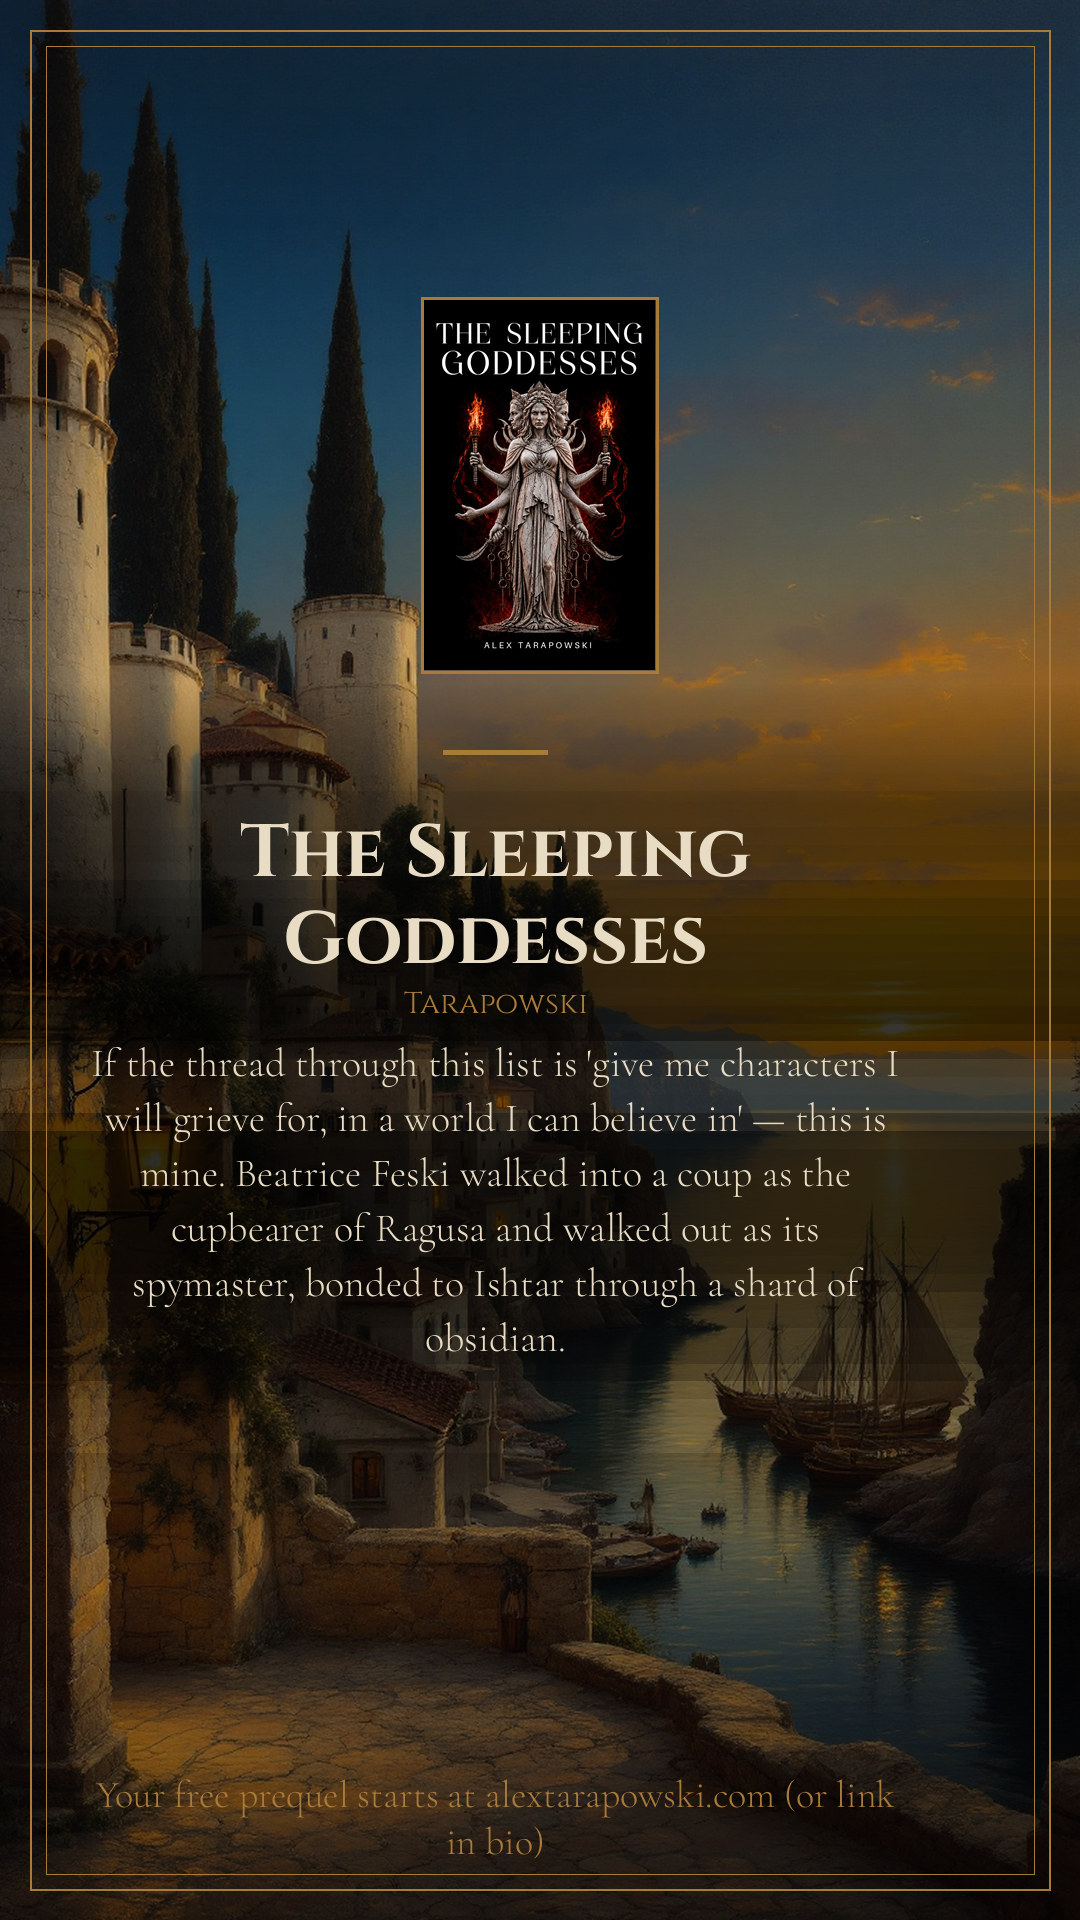 THE SLEEPING
GODDESSES
ALEX TARAPOWSKI
The Sleeping
Goddesses
Tarapowski
If the thread through this list is 'give me characters I
will grieve for, in a world I can believe in' — this is
mine. Beatrice Feski walked into a coup as the
cupbearer of Ragusa and walked out as its
spymaster, bonded to Ishtar through a shard of
obsidian.
Your free prequel starts at alextarapowski.com (or link
in bio)